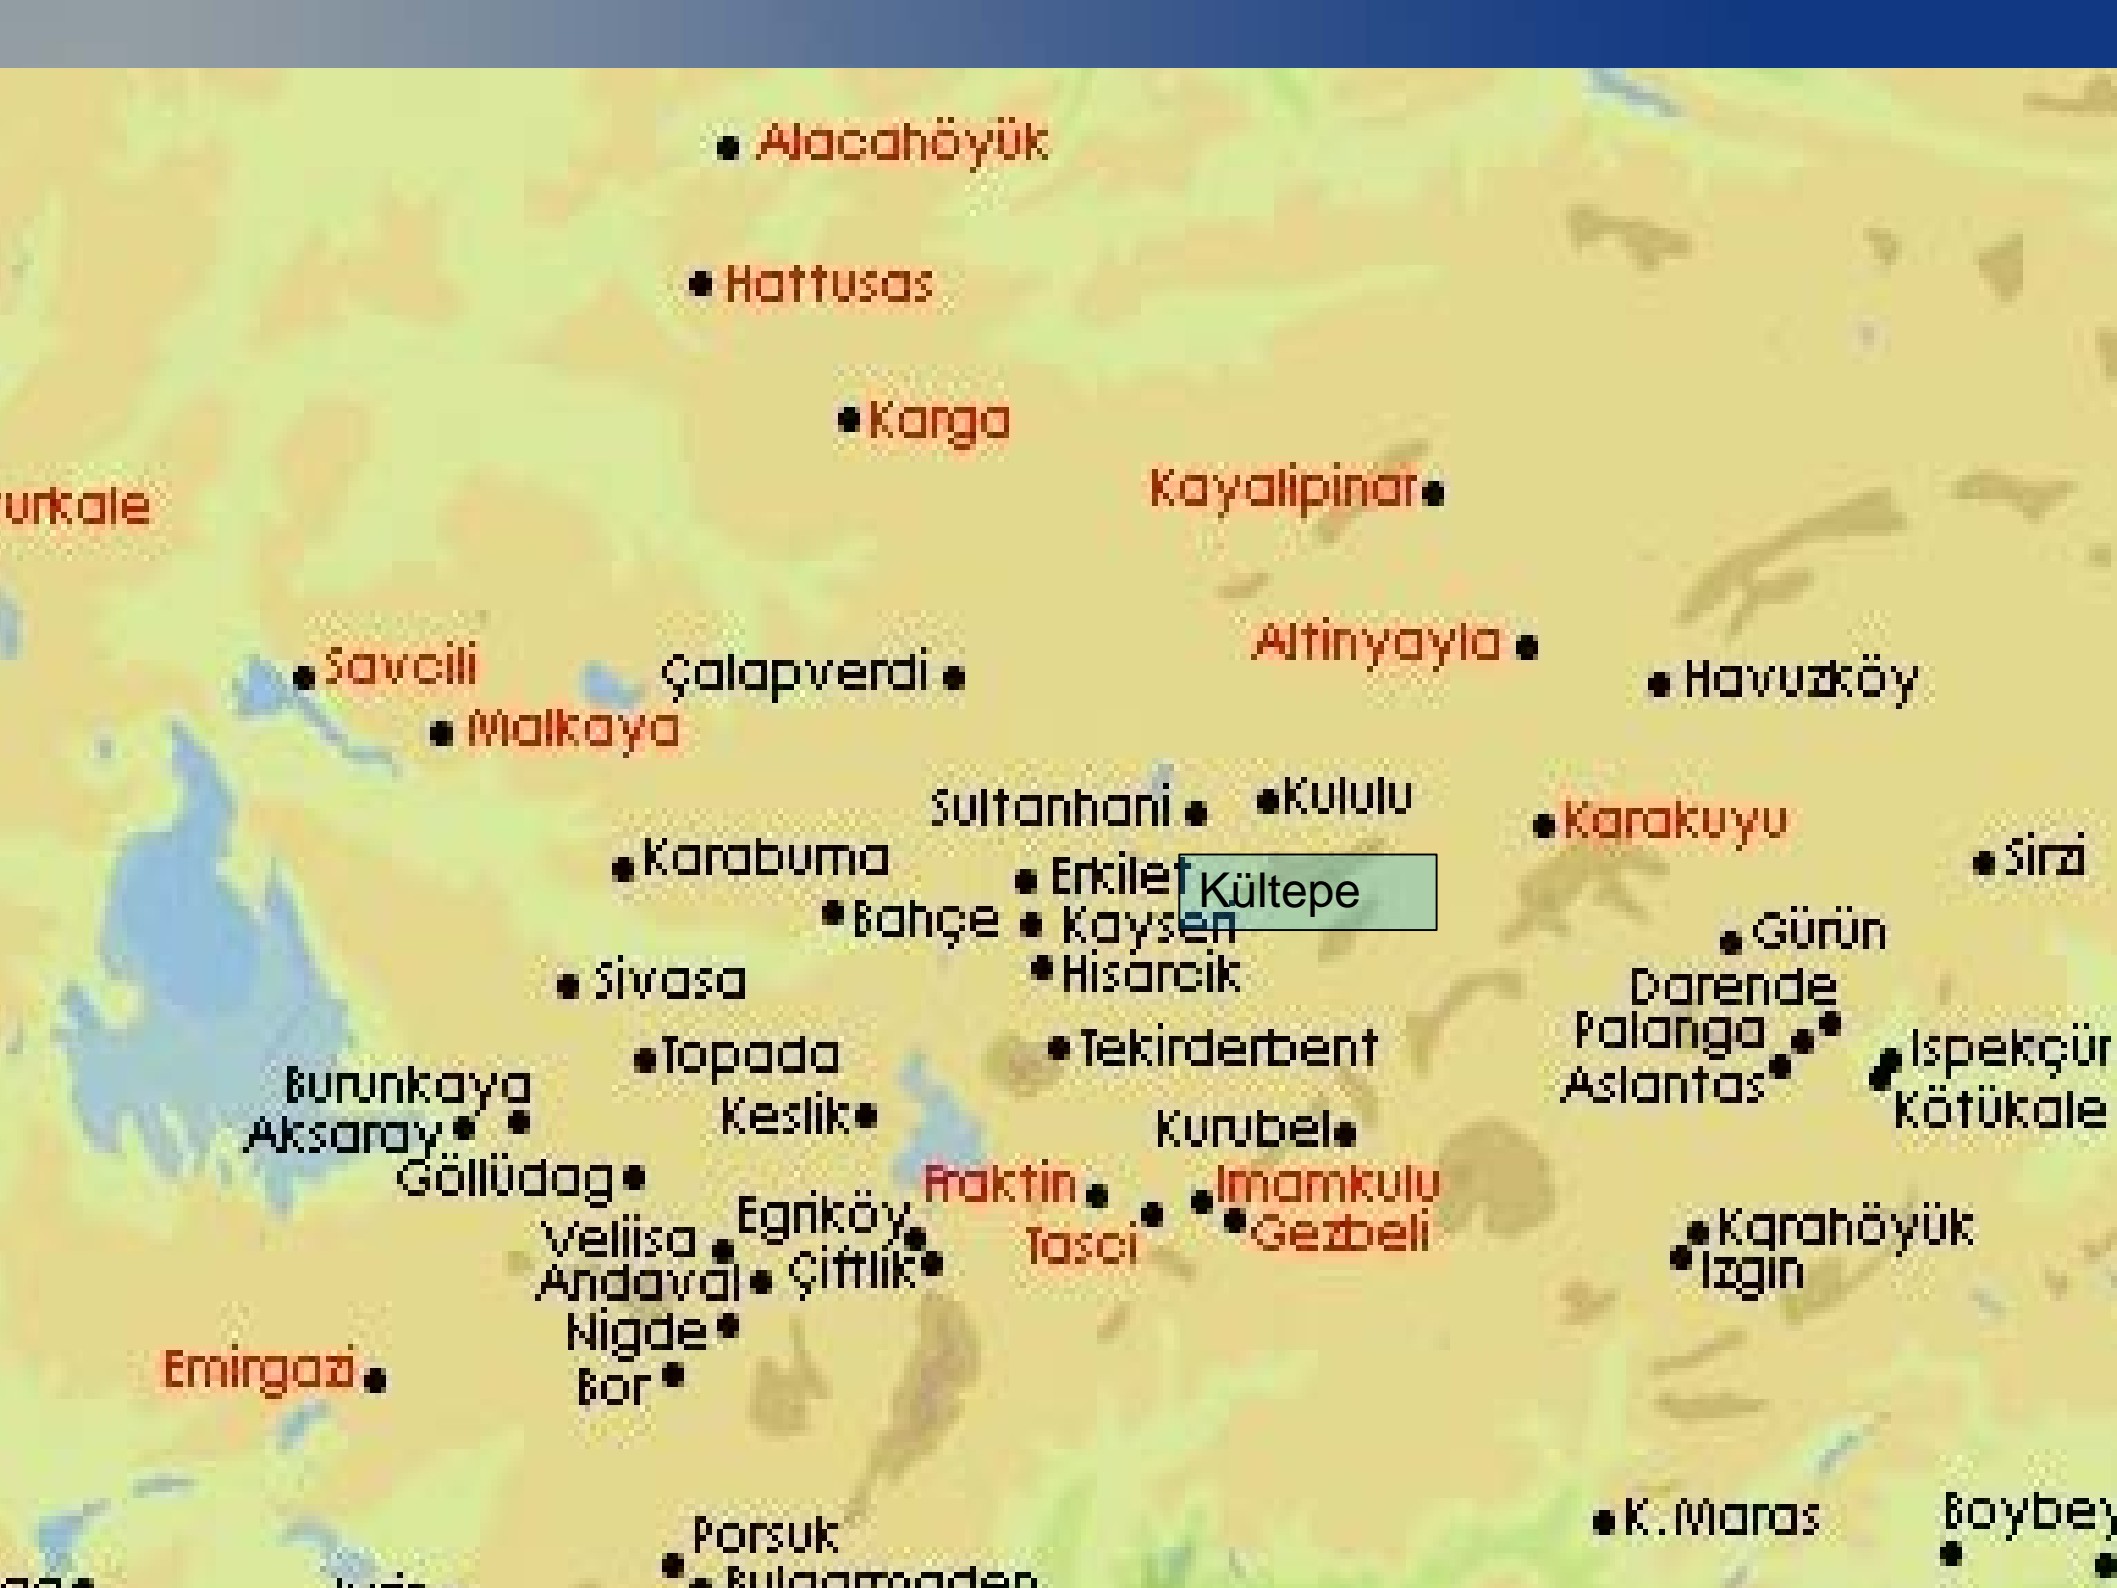 Alacahöyük
Hattusas
Karga
Kayalipinar
urkale
Altinyayla
Savcili
Çalapverdi
Havuzköy
Malkaya
Kululu
Sultanhani
Karakuyu
Karaburna
Sirzi
Erkilet
Kültepe
Bahçe
Kayseri
Gürün
Hisarcik
Sivasa
Darende
Palanga
Tekirderbent
Topada
Ispekçür
Burunkaya
Aslantas
Keslik
Kötükale
Aksaray
Kurubel
Göllüdag
Fraktin
Imamkulu
Egriköy
Karahöyük
Veliisa
Tasci
Gezbeli
Çiftlik
Izgin
Andaval
Nigde
Emirgazi
Bor
K.Maras
Boybey
Porsuk
Bulgarmaden